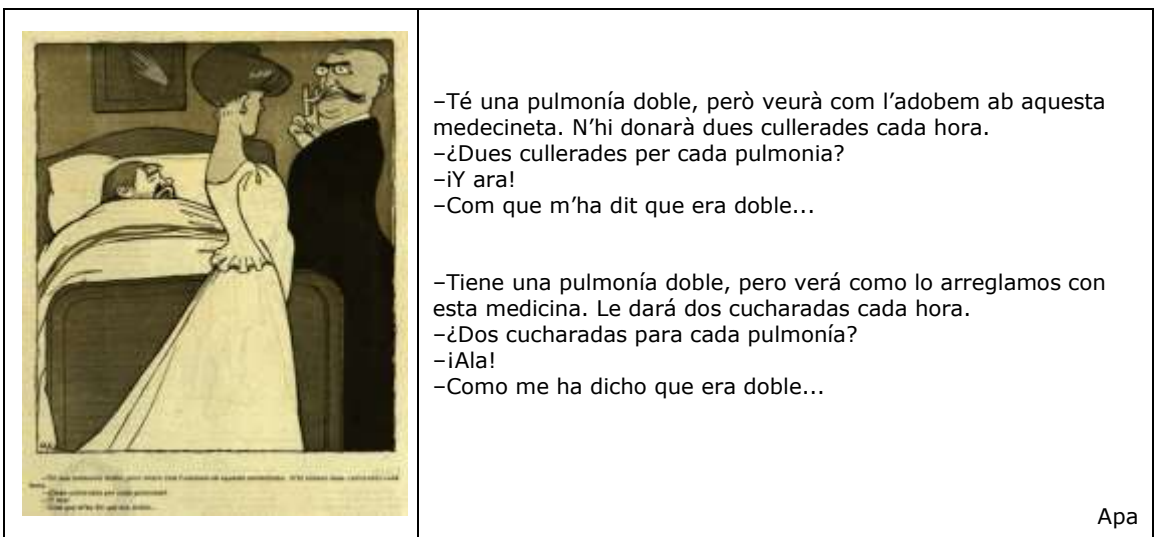 –Té una pulmonía doble, però veurà com l’adobem ab aquesta
medecineta. N’hi donarà dues cullerades cada hora.
–¿Dues cullerades per cada pulmonia?
–¡Y ara!
–Com que m’ha dit que era doble...
–Tiene una pulmonía doble, pero verá como lo arreglamos con
esta medicina. Le dará dos cucharadas cada hora.
–¿Dos cucharadas para cada pulmonía?
–¡Ala!
–Como me ha dicho que era doble...
Apa